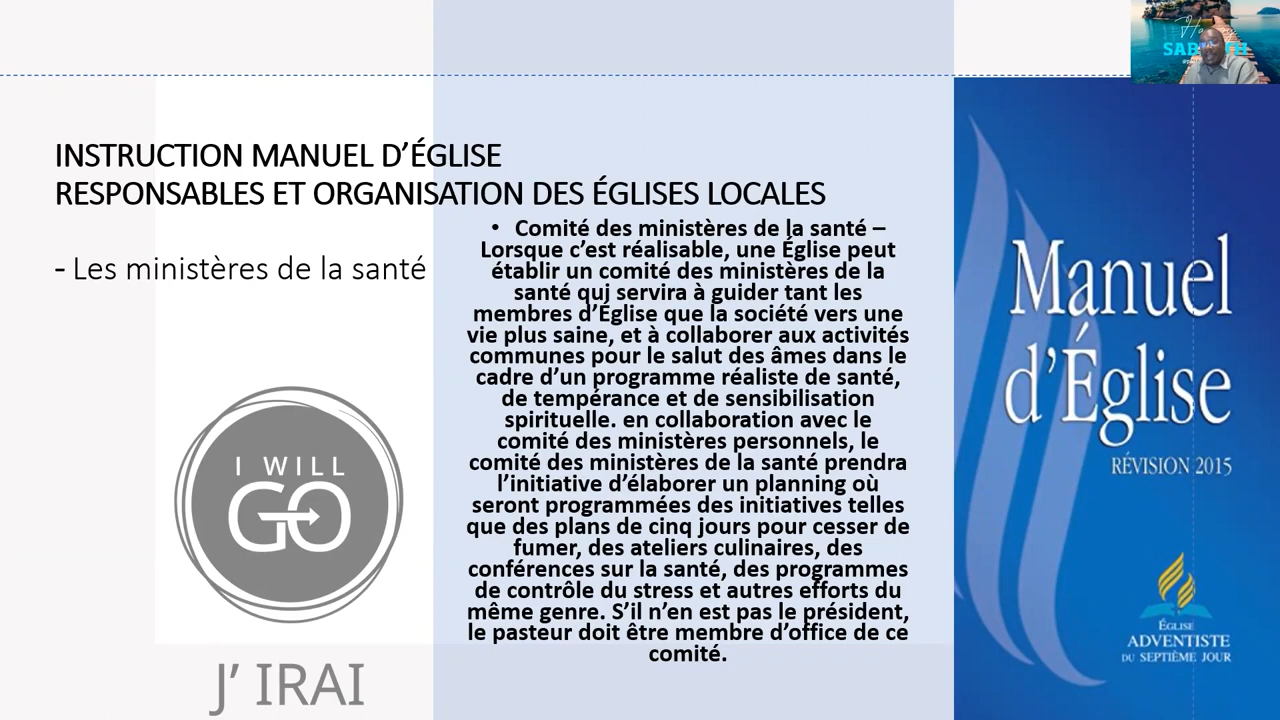 INSTRUCTION MANUEL D’ÉGLISE
RESPONSABLES ET ORGANISATION DES ÉGLISES LOCALES
- Les ministères de la santé
• Comité des ministères de la santé –
Lorsque c’est réalisable, une Église peut
établir un comité des ministères de la
santé qui servira à guider tant les
membres d’Église que la société vers une
vie plus saine, et à collaborer aux activités
communes pour le salut des âmes dans le
cadre d’un programme réaliste de santé,
de tempérance et de sensibilisation
spirituelle. en collaboration avec le
comité des ministères personnels, le
comité des ministères de la santé prendra
l’initiative d’élaborer un planning où
seront programmées des initiatives telles
que des plans de cinq jours pour cesser de
fumer, des ateliers culinaires, des
conférences sur la santé, des programmes
de contrôle du stress et autres efforts du
même genre. S’il n’en est pas le président,
le pasteur doit être membre d’office de ce
comité.
I WILL
GO
J’ IRAI
Manuel
d’Église
RÉVISION 2015
ÉGLISE
ADVENTISTE
DU SEPTIÈME JOUR